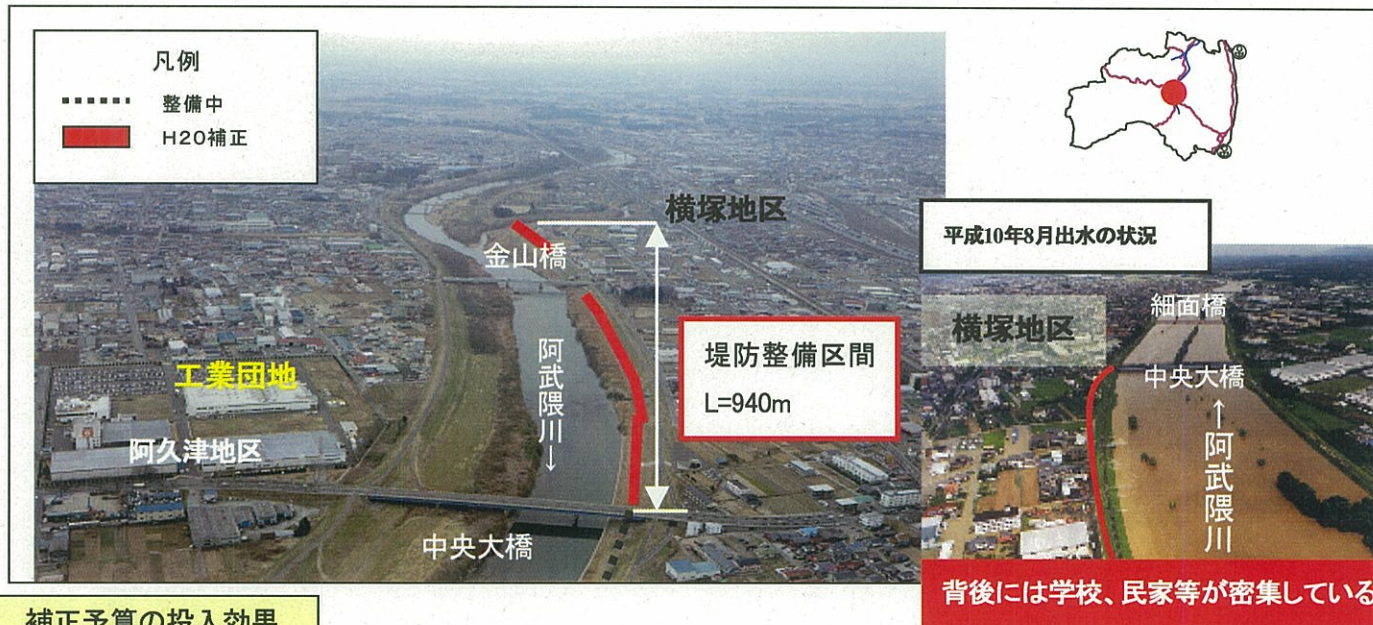 凡例
整備中
H20補正
横塚地区
金山橋
堤防整備区間
L=940m
阿武隈川↓
工業団地
阿久津地区
中央大橋
平成10年8月出水の状況
横塚地区
細面橋
中央大橋
↑阿武隈川
背後には学校、民家等が密集している
補正予算の投入効果